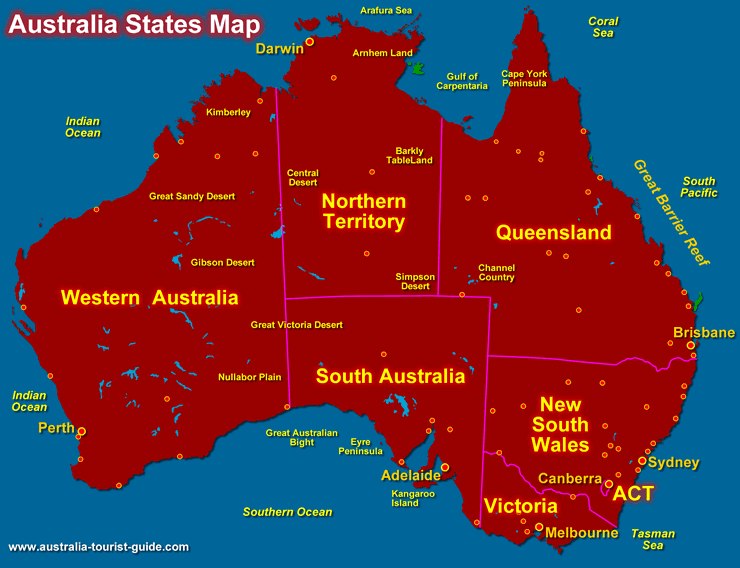 Australia States Map
Arafura Sea
Coral
Sea
Darwin
Arnhem Land
Gulf of
Carpentaria
Cape York
Peninsula
Kimberley
Indian
Ocean
Barkly
TableLand
Central
Desert
Great Sandy Desert
Northern
Territory
South
Pacific
Great Barrier Reef
Queensland
Gibson Desert
Simpson
Desert
Channel
Country
Western Australia
Great Victoria Desert
Brisbane
Nullabor Plain
South Australia
Indian
Ocean
New
South
Wales
Perth
Great Australian
Bight
Eyre
Peninsula
Adelaide
Sydney
Canberra
ACT
Kangaroo
Island
Victoria
Southern Ocean
Melbourne
Tasman
Sea
www.australia-tourist-guide.com